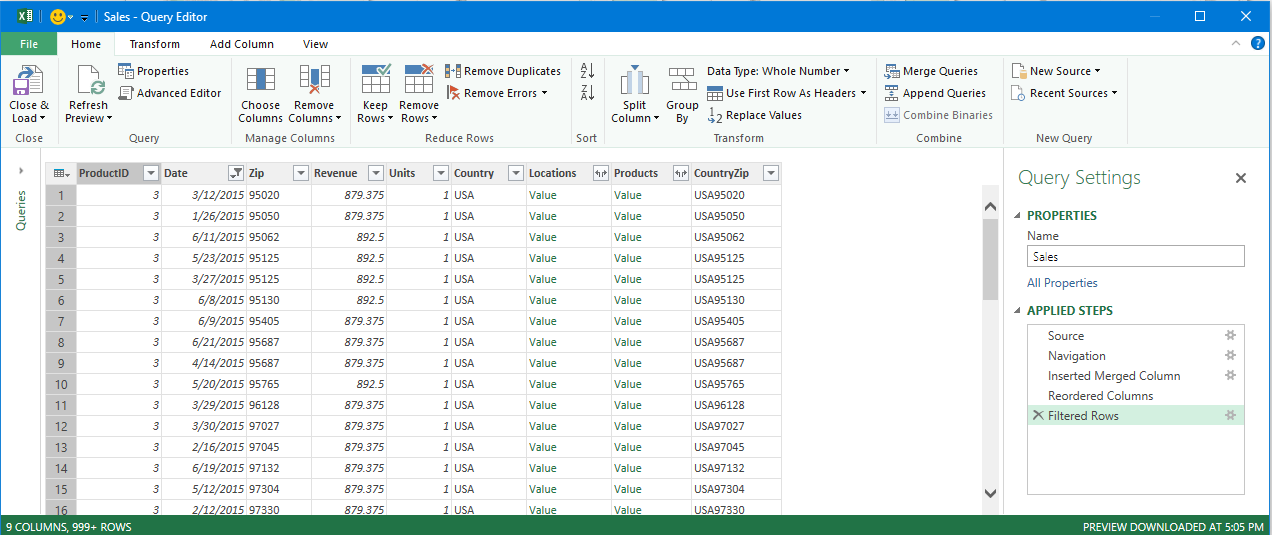 Sales - Query Editor
File Home Transform Add Column View
Close & Load
Refresh Preview
Properties
Advanced Editor
Choose Columns
Remove Columns
Keep Rows
Remove Rows
Remove Duplicates
Remove Errors
A Z
Z A
Split Column
Group By
Data Type: Whole Number
Use First Row As Headers
1 2 Replace Values
Merge Queries
Append Queries
Combine Binaries
New Source
Recent Sources
Close Query Manage Columns Reduce Rows Sort Transform Combine New Query
Queries
ProductID Date Zip Revenue Units Country Locations Products CountryZip
1 3 3/12/2015 95020 879.375 1 USA Value Value USA95020
2 3 1/26/2015 95050 879.375 1 USA Value Value USA95050
3 3 6/11/2015 95062 892.5 1 USA Value Value USA95062
4 3 5/23/2015 95125 892.5 1 USA Value Value USA95125
5 3 3/27/2015 95125 892.5 1 USA Value Value USA95125
6 3 6/8/2015 95130 892.5 1 USA Value Value USA95130
7 3 6/9/2015 95405 879.375 1 USA Value Value USA95405
8 3 6/21/2015 95687 879.375 1 USA Value Value USA95687
9 3 4/14/2015 95687 879.375 1 USA Value Value USA95687
10 3 5/20/2015 95765 892.5 1 USA Value Value USA95765
11 3 3/29/2015 96128 879.375 1 USA Value Value USA96128
12 3 3/30/2015 97027 879.375 1 USA Value Value USA97027
13 3 2/16/2015 97045 879.375 1 USA Value Value USA97045
14 3 6/19/2015 97132 879.375 1 USA Value Value USA97132
15 3 5/12/2015 97304 879.375 1 USA Value Value USA97304
16 3 2/12/2015 97330 879.375 1 USA Value Value USA97330
Query Settings
PROPERTIES
Name
Sales
All Properties
APPLIED STEPS
Source
Navigation
Inserted Merged Column
Reordered Columns
Filtered Rows
9 COLUMNS, 999+ ROWS
PREVIEW DOWNLOADED AT 5:05 PM